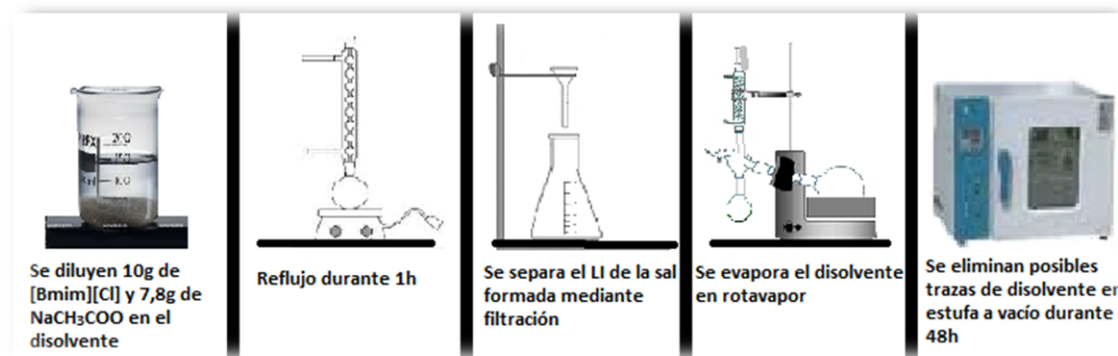 Se diluyen 10g de
[Bmim][Cl] y 7,8g de
NaCH₃COO en el
disolvente
Reflujo durante 1h
Se separa el LI de la sal
formada mediante
filtración
Se evapora el disolvente
en rotavapor
Se eliminan posibles
trazas de disolvente en
estufa a vacío durante
48h